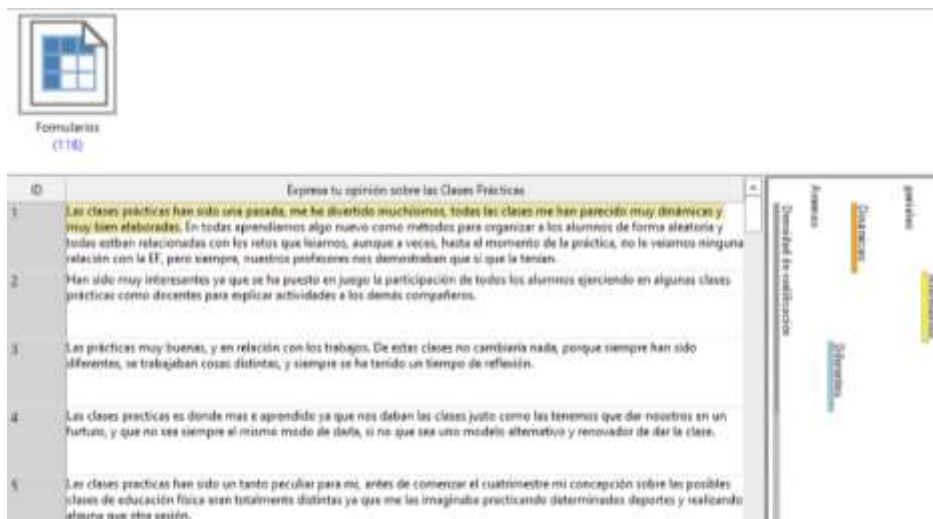 Formularios
(118)
ID
Expresa tu opinión sobre las Clases Prácticas
1
Las clases prácticas han sido una pasada, me he divertido muchísimos, todas las clases me han parecido muy dinámicas y
muy bien elaboradas. En todas aprendíamos algo nuevo como métodos para organizar a los alumnos de forma aleatoria y
todas estban relacionadas con los retos que leíamos, aunque a veces, hasta el momento de la práctica, no le veíamos ninguna
relación con la EF, pero siempre, nuestros profesores nos demostraban que si que la tenían.
2
Han sido muy interesantes ya que se ha puesto en juego la participación de todos los alumnos ejerciendo en algunas clases
prácticas como docentes para explicar actividades a los demás compañeros.
3
Las prácticas muy buenas, y en relación con los trabajos. De estas clases no cambiaría nada, porque siempre han sido
diferentes, se trabajaban cosas distintas, y siempre se ha tenido un tiempo de reflexión.
4
Las clases practicas es donde mas e aprendido ya que nos daban las clases justo como las tenemos que dar nosotros en un
furturo, y que no sea siempre el mismo modo de darla, si no que sea uno modelo alternativo y renovador de dar la clase.
5
Las clases practicas han sido un tanto peculiar para mi, antes de comenzar el cuatrimestre mi concepción sobre las posibles
clases de educación física eran totalmente distintas ya que me las imaginaba practicando determinados deportes y realizando
alguna que otra sesión.
Densidad de codificación
Amenas
Diferentes
Dinámicas